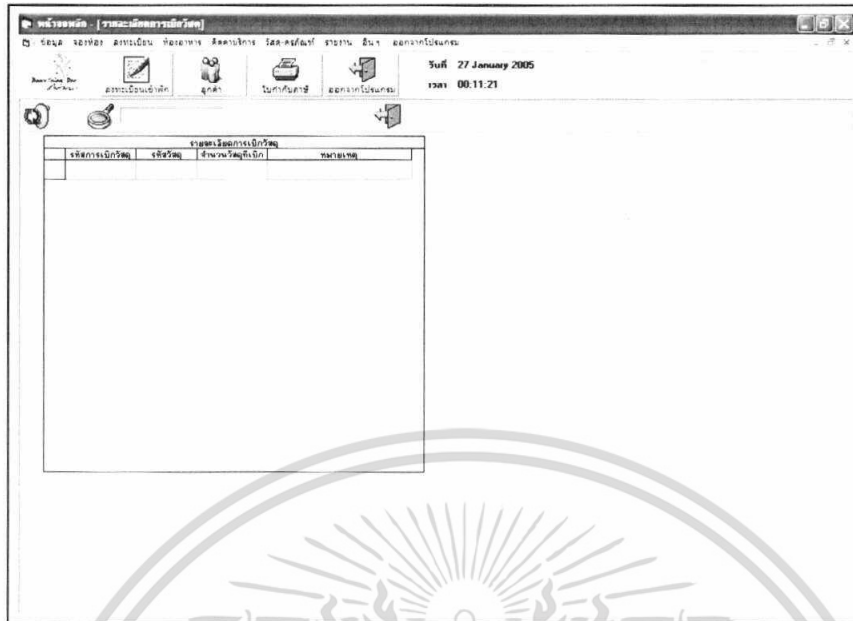 หน้าจอหลัก - [รายละเอียดการเบิกวัสดุ]
ข้อมูล จองห้อง ลงทะเบียน ห้องอาหาร คิดค่าบริการ วัสดุ-ครุภัณฑ์ รายงาน อื่นๆ ออกจากโปรแกรม
วันที่ 27 January 2005
ลงทะเบียนเข้าพัก ลูกค้า ใบกำกับภาษี ออกจากโปรแกรม
เวลา 00:11:21
รายละเอียดการเบิกวัสดุ
รหัสการเบิกวัสดุ รหัสวัสดุ จำนวนวัสดุที่เบิก หมายเหตุ